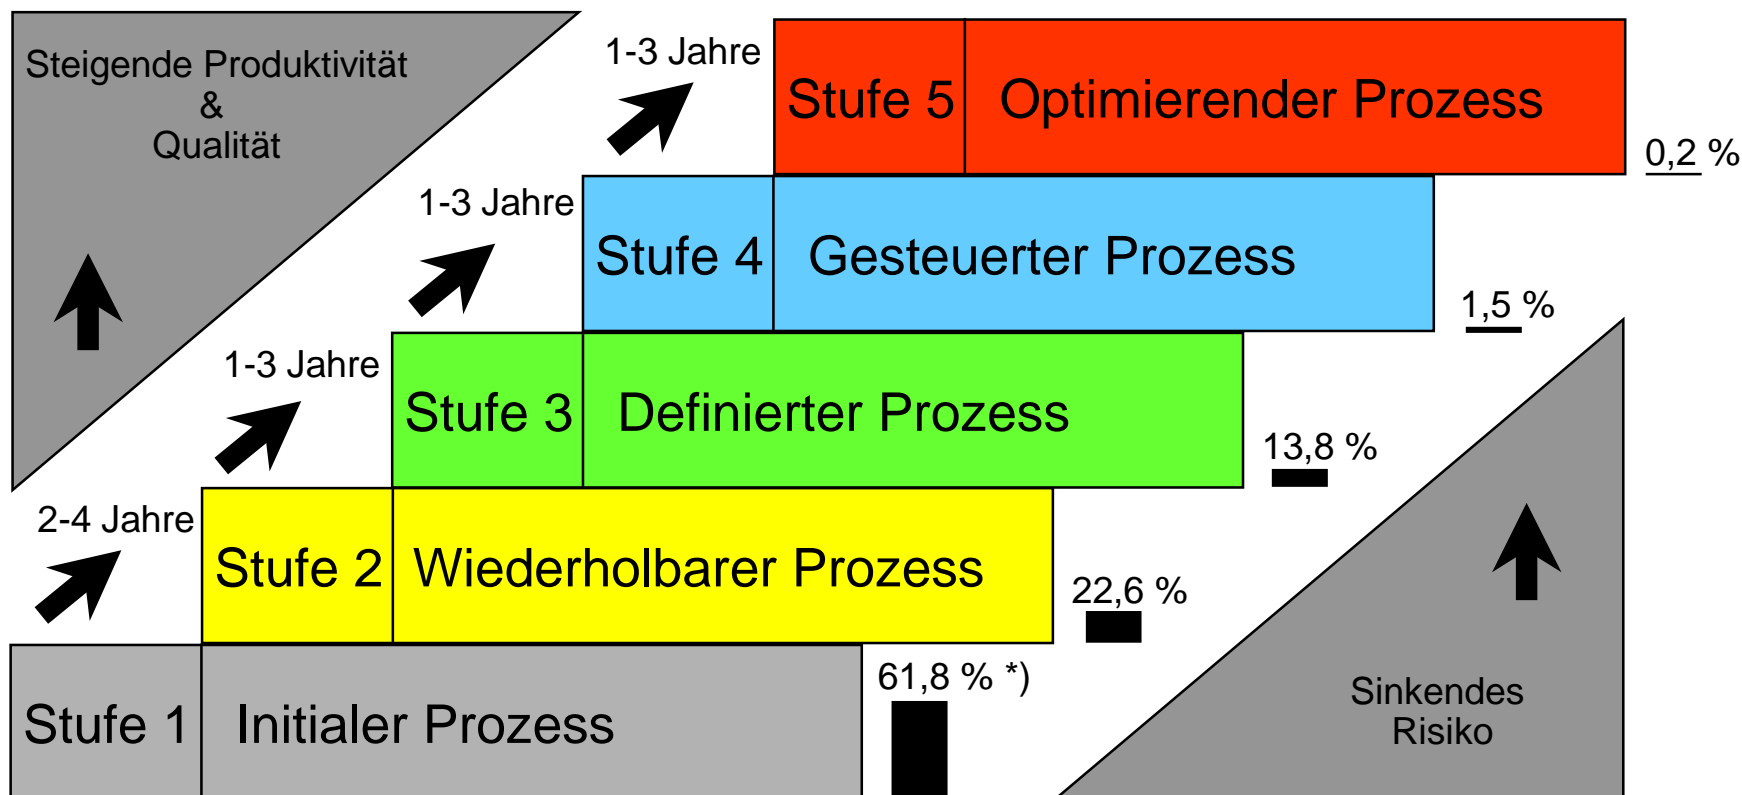 Steigende Produktivität
&
Qualität
1-3 Jahre
Stufe 5 Optimierender Prozess
0,2 %
1-3 Jahre
Stufe 4 Gesteuerter Prozess
1,5 %
1-3 Jahre
Stufe 3 Definierter Prozess
13,8 %
2-4 Jahre
Stufe 2 Wiederholbarer Prozess
22,6 %
Stufe 1 Initialer Prozess
61,8 % *)
Sinkendes
Risiko